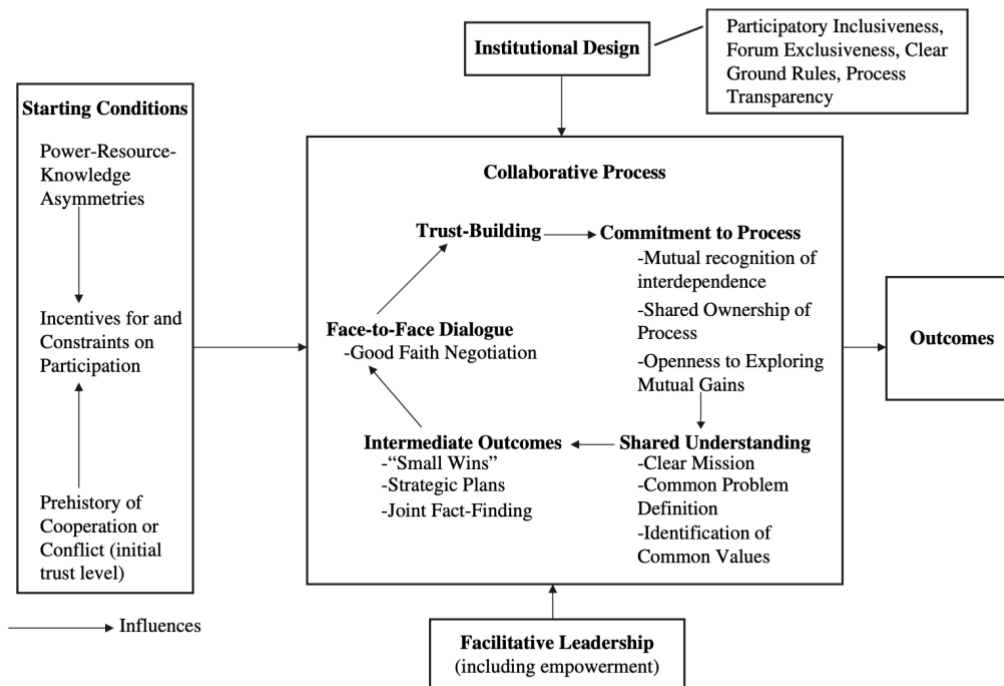 Institutional Design
Participatory Inclusiveness,
Forum Exclusiveness, Clear
Ground Rules, Process
Transparency
Starting Conditions
Power-Resource-
Knowledge
Asymmetries
Incentives for and
Constraints on
Participation
Prehistory of
Cooperation or
Conflict (initial
trust level)
Influences
Collaborative Process
Trust-Building
Commitment to Process
-Mutual recognition of
interdependence
-Shared Ownership of
Process
-Openness to Exploring
Mutual Gains
Face-to-Face Dialogue
-Good Faith Negotiation
Intermediate Outcomes
-“Small Wins”
-Strategic Plans
-Joint Fact-Finding
Shared Understanding
-Clear Mission
-Common Problem
Definition
-Identification of
Common Values
Outcomes
Facilitative Leadership
(including empowerment)